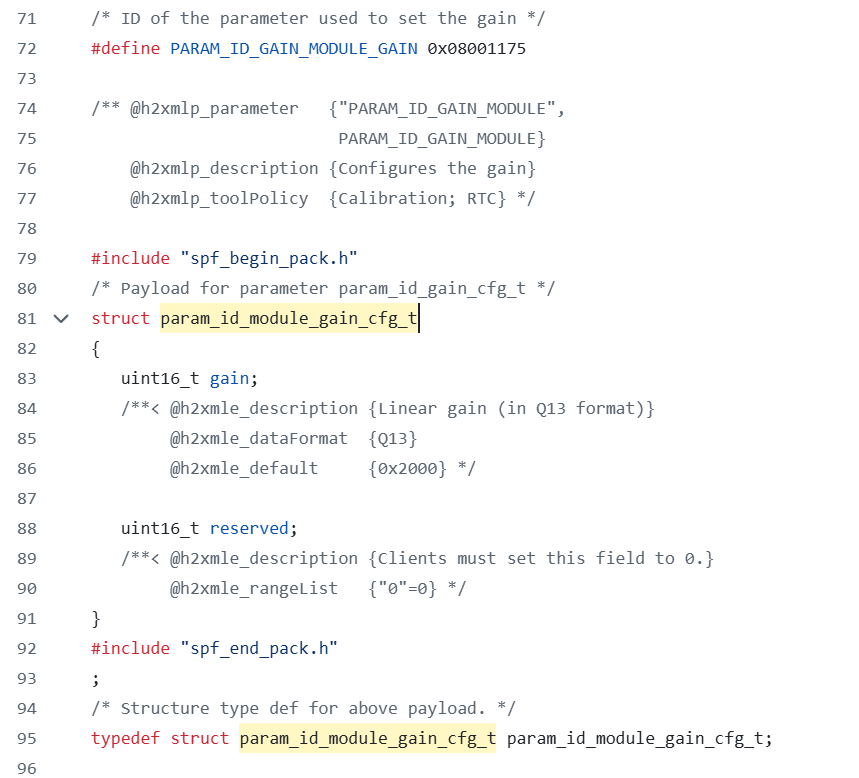 71 /* ID of the parameter used to set the gain */
72 #define PARAM_ID_GAIN_MODULE_GAIN 0x08001175
73
74 /** @h2xmlp_parameter   {"PARAM_ID_GAIN_MODULE",
75                          PARAM_ID_GAIN_MODULE}
76     @h2xmlp_description {Configures the gain}
77     @h2xmlp_toolPolicy  {Calibration; RTC} */
78
79 #include "spf_begin_pack.h"
80 /* Payload for parameter param_id_gain_cfg_t */
81 struct param_id_module_gain_cfg_t
82 {
83    uint16_t gain;
84    /**< @h2xmle_description {Linear gain (in Q13 format)}
85         @h2xmle_dataFormat  {Q13}
86         @h2xmle_default     {0x2000} */
87
88    uint16_t reserved;
89    /**< @h2xmle_description {Clients must set this field to 0.}
90         @h2xmle_rangeList   {"0"=0} */
91 }
92 #include "spf_end_pack.h"
93 ;
94 /* Structure type def for above payload. */
95 typedef struct param_id_module_gain_cfg_t param_id_module_gain_cfg_t;
96